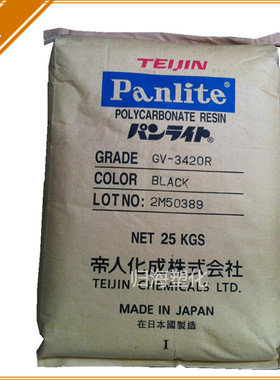 TEIJIN
Panlite®
POLYCARBONATE RESIN
パンライト®
GRADE GV-3420R
COLOR BLACK
LOT NO: 2M50389
NET 25 KGS
帝人化成株式会社
TEIJIN CHEMICALS LTD.
MADE IN JAPAN
在日本國製造
I